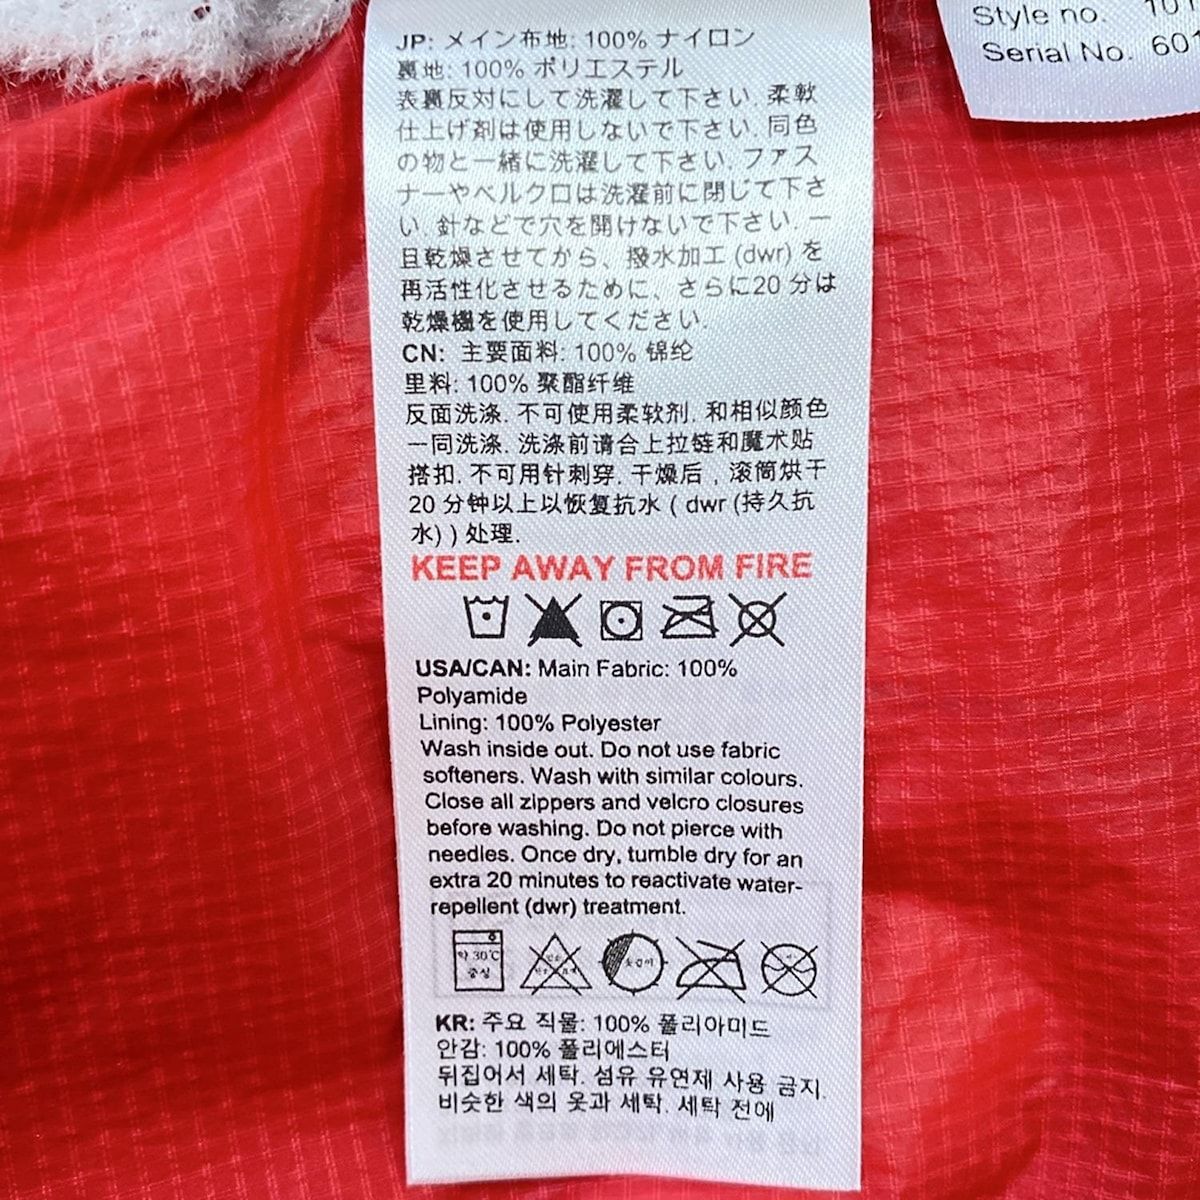 Style no. 101
Serial No. 601
JP: メイン布地: 100% ナイロン
裏地: 100% ポリエステル
表裏反対にして洗濯して下さい. 柔軟
仕上げ剤は使用しないで下さい. 同色
の物と一緒に洗濯して下さい. ファス
ナーやベルクロは洗濯前に閉じて下さ
い. 針などで穴を開けないで下さい. 一
且乾燥させてから、撥水加工 (dwr) を
再活性化させるために、さらに20 分は
乾燥機を使用してください.
CN: 主要面料: 100% 锦纶
里料: 100% 聚酯纤维
反面洗涤. 不可使用柔软剂. 和相似颜色
一同洗涤. 洗涤前请合上拉链和魔术贴
搭扣. 不可用针刺穿. 干燥后，滚筒烘干
20 分钟以上以恢复抗水 ( dwr (持久抗
水) ) 处理.
KEEP AWAY FROM FIRE
USA/CAN: Main Fabric: 100%
Polyamide
Lining: 100% Polyester
Wash inside out. Do not use fabric
softeners. Wash with similar colours.
Close all zippers and velcro closures
before washing. Do not pierce with
needles. Once dry, tumble dry for an
extra 20 minutes to reactivate water-
repellent (dwr) treatment.
약 30℃
중성
옷걸이
KR: 주요 직물: 100% 폴리아미드
안감: 100% 폴리에스터
뒤집어서 세탁. 섬유 유연제 사용 금지.
비슷한 색의 옷과 세탁. 세탁 전에